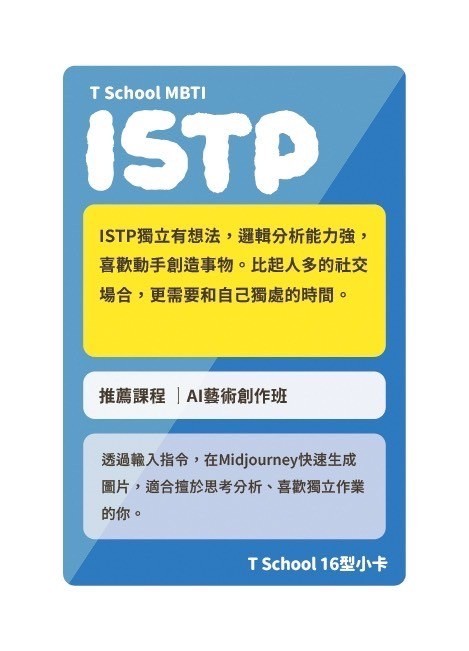 T School MBTI
ISTP
ISTP獨立有想法，邏輯分析能力強，
喜歡動手創造事物。比起人多的社交
場合，更需要和自己獨處的時間。
推薦課程 ｜AI藝術創作班
透過輸入指令，在Midjourney快速生成
圖片，適合擅於思考分析、喜歡獨立作業
的你。
T School 16型小卡